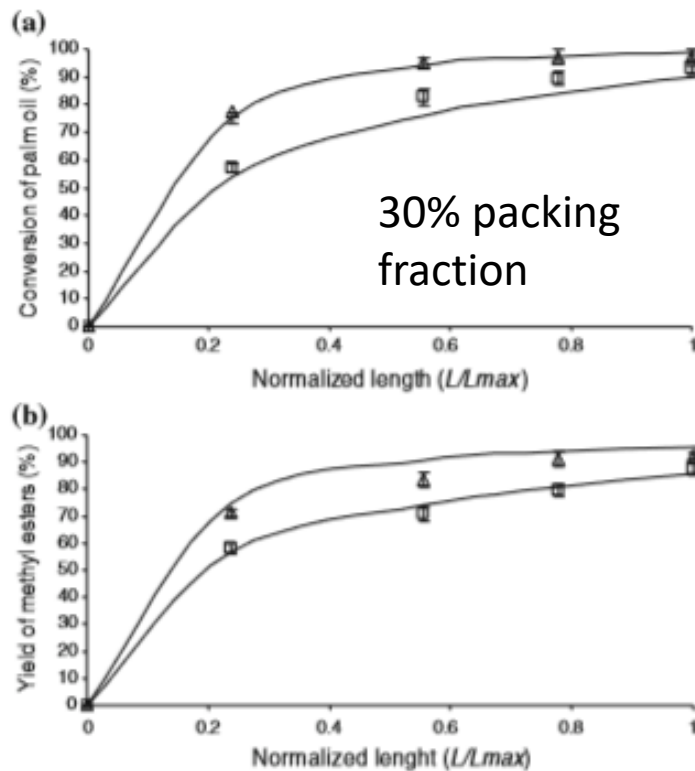 (a)
100
90
80
70
60
50
40
30
20
10
0
Conversion of palm oil (%)
30% packing
fraction
0 0.2 0.4 0.6 0.8 1
Normalized length (L/Lmax)
(b)
100
90
80
70
60
50
40
30
20
10
0
Yield of methyl esters (%)
0 0.2 0.4 0.6 0.8 1
Normalized lenght (L/Lmax)